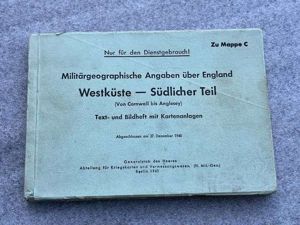 Nur für den Dienstgebrauch!
Zu Mappe C
Militärgeographische Angaben über England
Westküste — Südlicher Teil
(Von Cornwall bis Anglesey)
Text- und Bildheft mit Kartenanlagen
Abgeschlossen am 27. Dezember 1940
Generalstab des Heeres
Abteilung für Kriegskarten und Vermessungswesen. (IV. Mil.-Geo.)
Berlin 1940